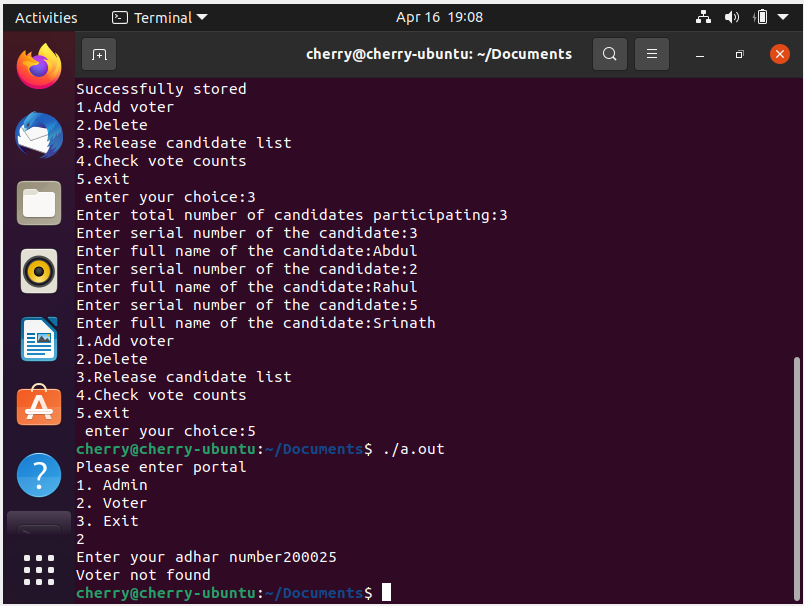 Activities Terminal Apr 16 19:08
cherry@cherry-ubuntu: ~/Documents
Successfully stored
1.Add voter
2.Delete
3.Release candidate list
4.Check vote counts
5.exit
 enter your choice:3
Enter total number of candidates participating:3
Enter serial number of the candidate:3
Enter full name of the candidate:Abdul
Enter serial number of the candidate:2
Enter full name of the candidate:Rahul
Enter serial number of the candidate:5
Enter full name of the candidate:Srinath
1.Add voter
2.Delete
3.Release candidate list
4.Check vote counts
5.exit
 enter your choice:5
cherry@cherry-ubuntu:~/Documents$ ./a.out
Please enter portal
1. Admin
2. Voter
3. Exit
2
Enter your adhar number200025
Voter not found
cherry@cherry-ubuntu:~/Documents$